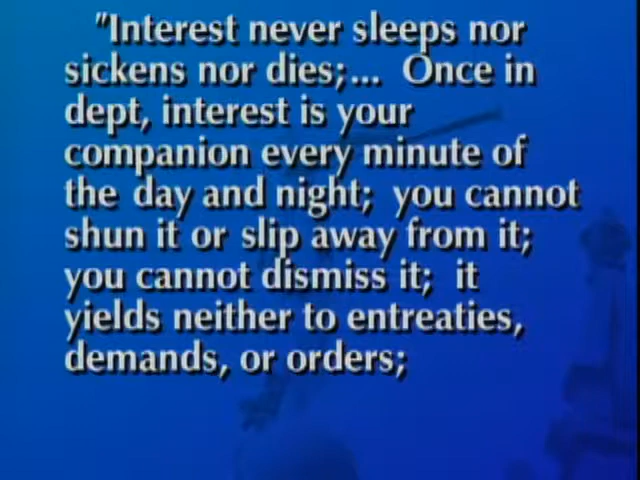 "Interest never sleeps nor
sickens nor dies;... Once in
dept, interest is your
companion every minute of
the day and night; you cannot
shun it or slip away from it;
you cannot dismiss it; it
yields neither to entreaties,
demands, or orders;